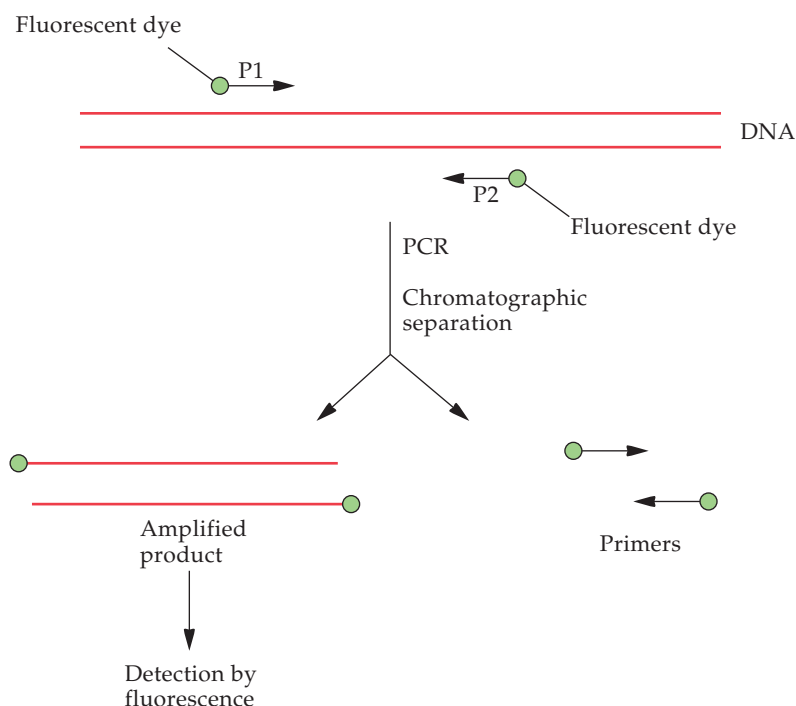 Fluorescent dye
P1
DNA
P2
Fluorescent dye
PCR
Chromatographic
separation
Amplified
product
Primers
Detection by
fluorescence